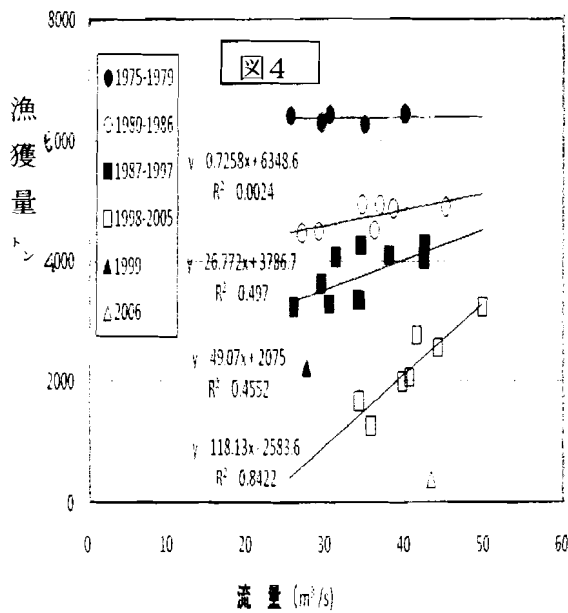 図4
漁獲量
トン
8000
6000
4000
2000
0
1975-1979
1980-1986
1987-1997
1998-2005
1999
2006
y 0.7258x+6348.6
R² 0.0024
y 26.772x+3786.7
R² 0.497
y 49.07x+2075
R² 0.4552
y 118.13x-2583.6
R² 0.8422
0 10 20 30 40 50 60
流量 (m³/s)